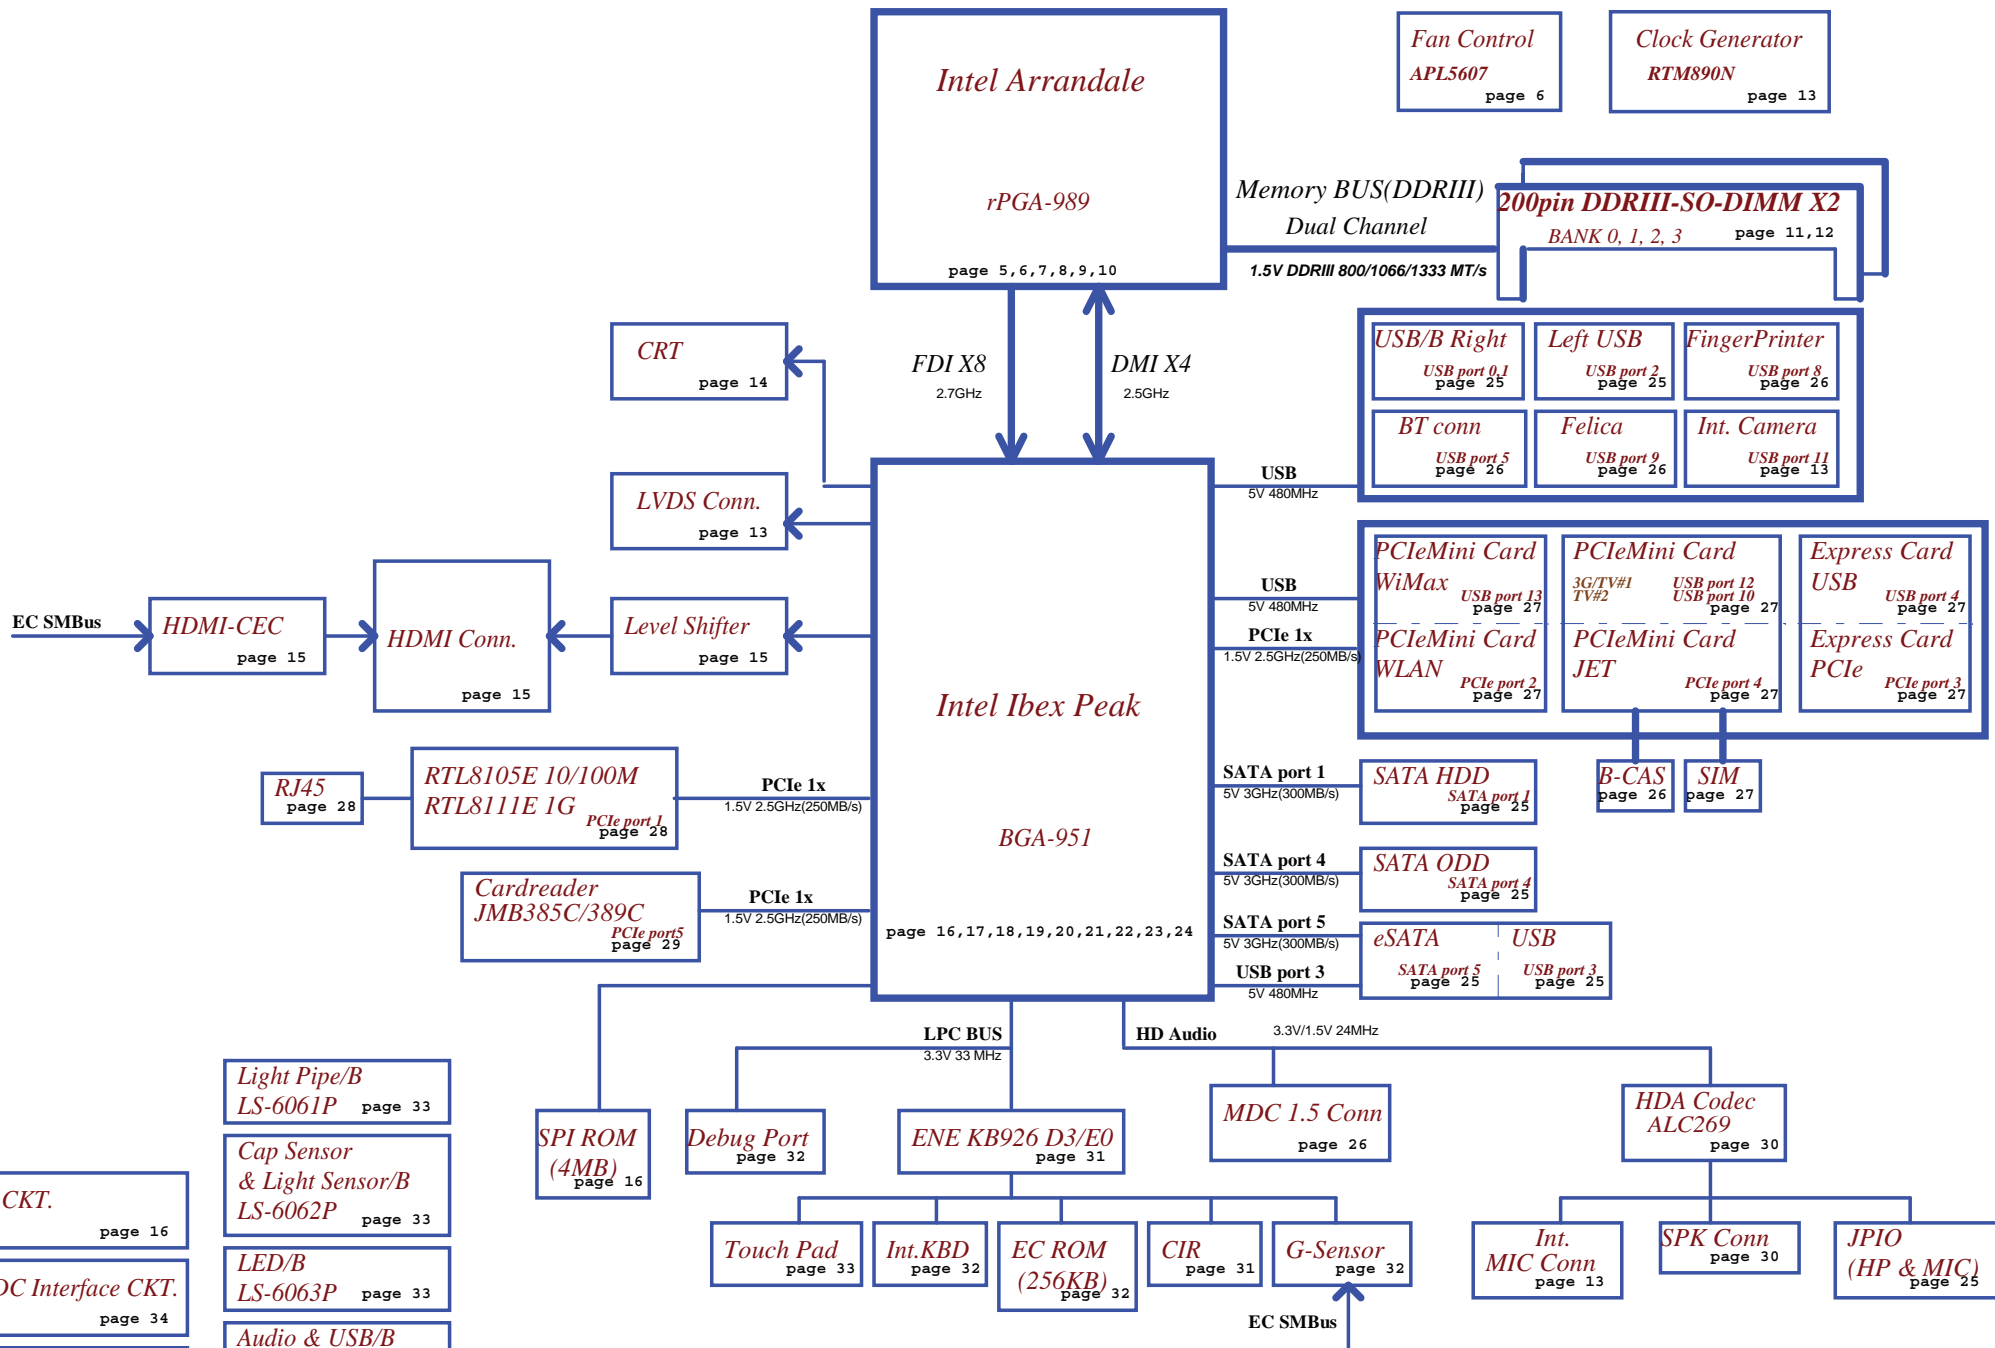 Intel Arrandale
rPGA-989
page 5,6,7,8,9,10
Fan Control
APL5607
page 6
Clock Generator
RTM890N
page 13
Memory BUS(DDRIII)
Dual Channel
1.5V DDRIII 800/1066/1333 MT/s
200pin DDRIII-SO-DIMM X2
BANK 0, 1, 2, 3
page 11,12
FDI X8
2.7GHz
DMI X4
2.5GHz
CRT
page 14
LVDS Conn.
page 13
EC SMBus
HDMI-CEC
page 15
HDMI Conn.
page 15
Level Shifter
page 15
USB/B Right
USB port 0,1
page 25
Left USB
USB port 2
page 25
FingerPrinter
USB port 8
page 26
BT conn
USB port 5
page 26
Felica
USB port 9
page 26
Int. Camera
USB port 11
page 13
USB
5V 480MHz
USB
5V 480MHz
PCIe 1x
1.5V 2.5GHz(250MB/s)
PCIeMini Card
WiMax
USB port 13
page 27
PCIeMini Card
3G/TV#1
USB port 12
TV#2
USB port 10
page 27
Express Card
USB
USB port 4
page 27
PCIeMini Card
WLAN
PCIe port 2
page 27
PCIeMini Card
JET
PCIe port 4
page 27
Express Card
PCIe
PCIe port 3
page 27
B-CAS
page 26
SIM
page 27
Intel Ibex Peak
BGA-951
page 16,17,18,19,20,21,22,23,24
RJ45
page 28
RTL8105E 10/100M
RTL8111E 1G
PCIe port 1
page 28
PCIe 1x
1.5V 2.5GHz(250MB/s)
Cardreader
JMB385C/389C
PCIe port5
page 29
PCIe 1x
1.5V 2.5GHz(250MB/s)
SATA port 1
5V 3GHz(300MB/s)
SATA HDD
SATA port 1
page 25
SATA port 4
5V 3GHz(300MB/s)
SATA ODD
SATA port 4
page 25
SATA port 5
5V 3GHz(300MB/s)
USB port 3
5V 480MHz
eSATA
SATA port 5
page 25
USB
USB port 3
page 25
LPC BUS
3.3V 33 MHz
HD Audio
3.3V/1.5V 24MHz
SPI ROM
(4MB)
page 16
Debug Port
page 32
ENE KB926 D3/E0
page 31
MDC 1.5 Conn
page 26
HDA Codec
ALC269
page 30
Touch Pad
page 33
Int.KBD
page 32
EC ROM
(256KB)
page 32
CIR
page 31
G-Sensor
page 32
EC SMBus
Int.
MIC Conn
page 13
SPK Conn
page 30
JPIO
(HP & MIC)
page 25
Light Pipe/B
LS-6061P
page 33
Cap Sensor
& Light Sensor/B
LS-6062P
page 33
LED/B
LS-6063P
page 33
Audio & USB/B
CKT.
page 16
DC Interface CKT.
page 34